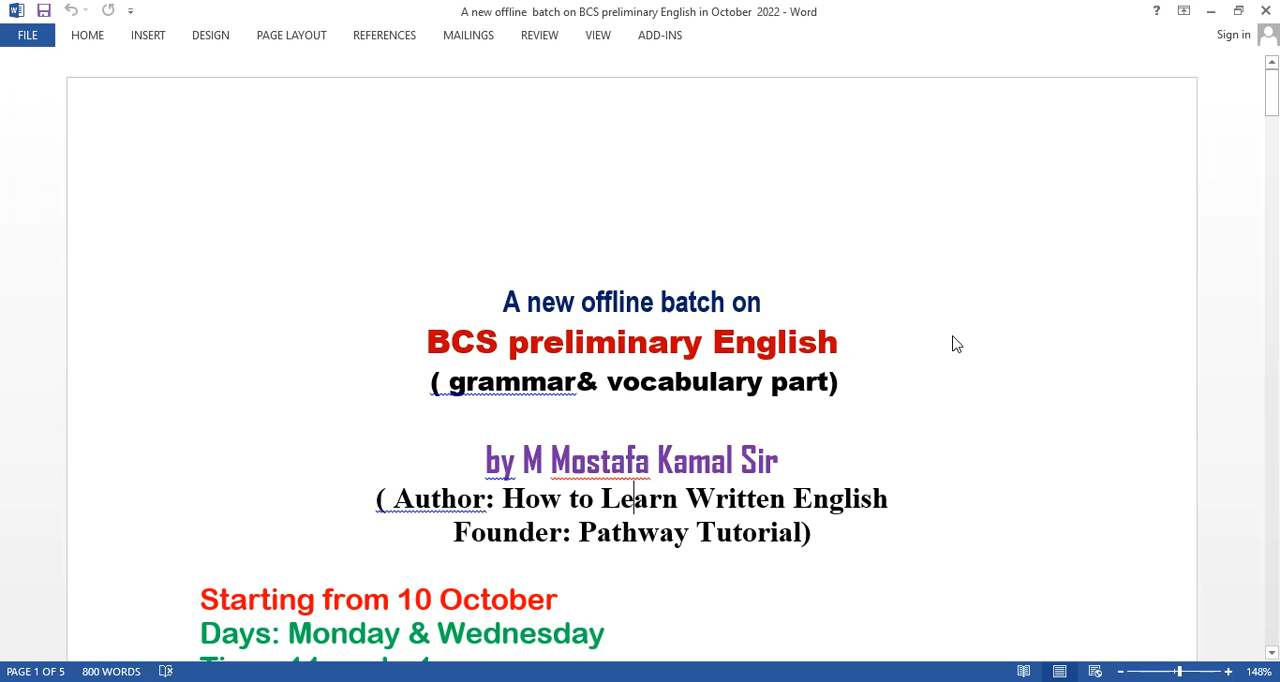 A new offline batch on BCS preliminary English in October 2022 - Word
?
FILE HOME INSERT DESIGN PAGE LAYOUT REFERENCES MAILINGS REVIEW VIEW ADD-INS Sign in
A new offline batch on
BCS preliminary English
( grammar& vocabulary part)
by M Mostafa Kamal Sir
( Author: How to Learn Written English
Founder: Pathway Tutorial)
Starting from 10 October
Days: Monday & Wednesday
PAGE 1 OF 5 800 WORDS 148%